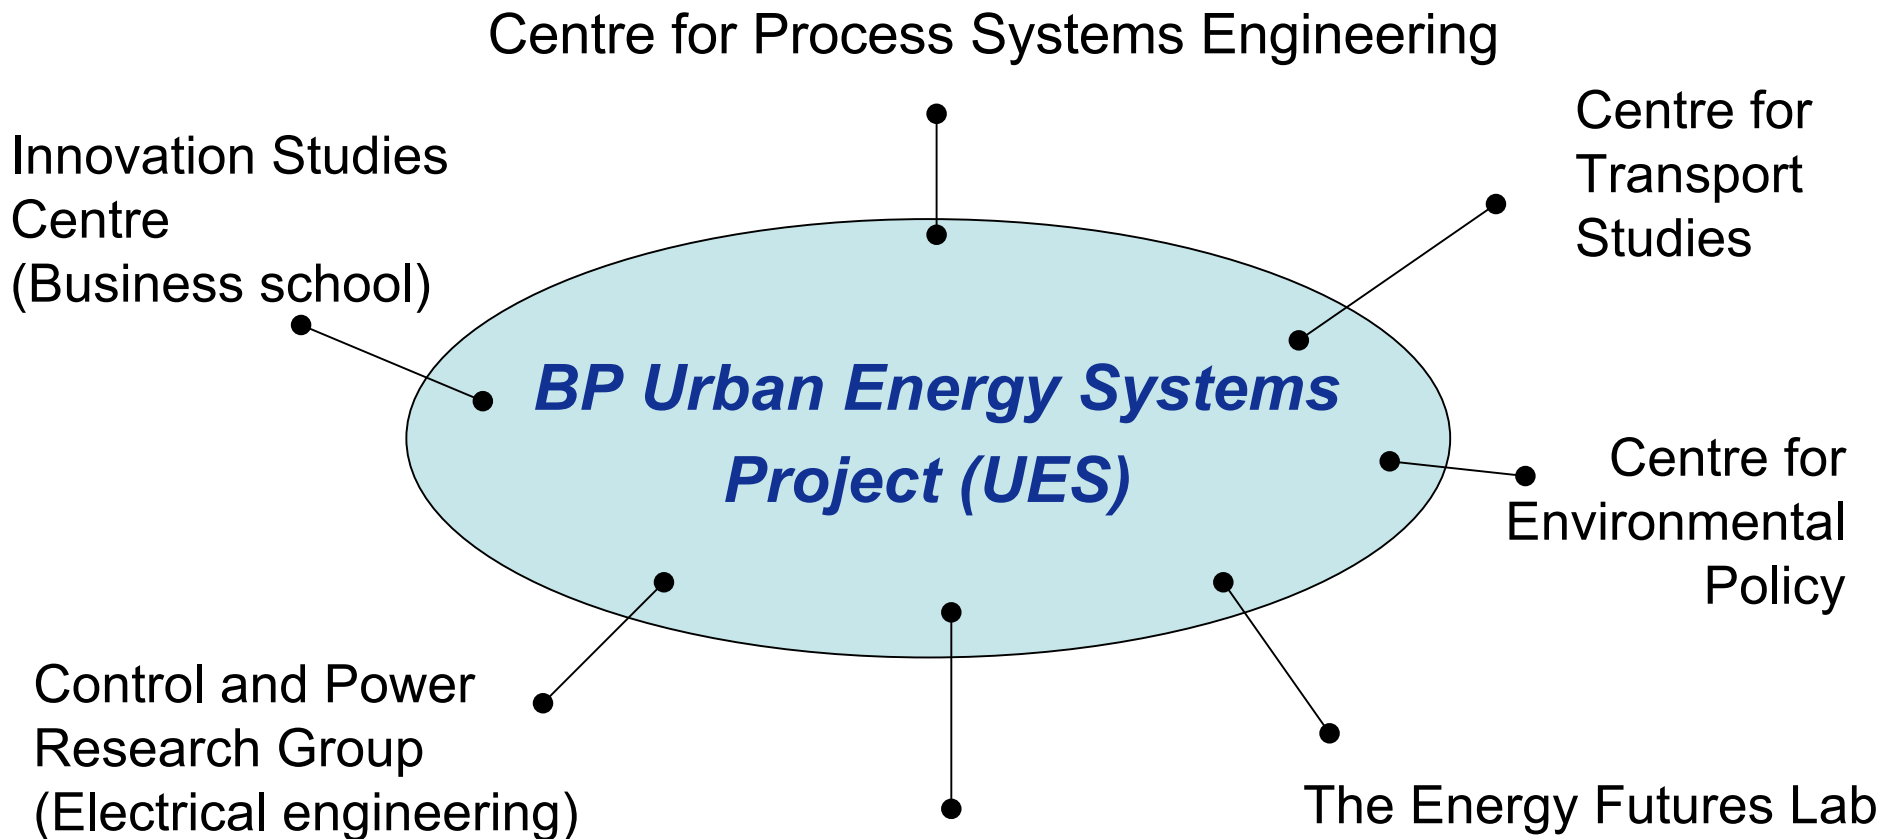 Centre for Process Systems Engineering
Innovation Studies
Centre
(Business school)
Centre for
Transport
Studies
BP Urban Energy Systems
Project (UES)
Centre for
Environmental
Policy
Control and Power
Research Group
(Electrical engineering)
The Energy Futures Lab